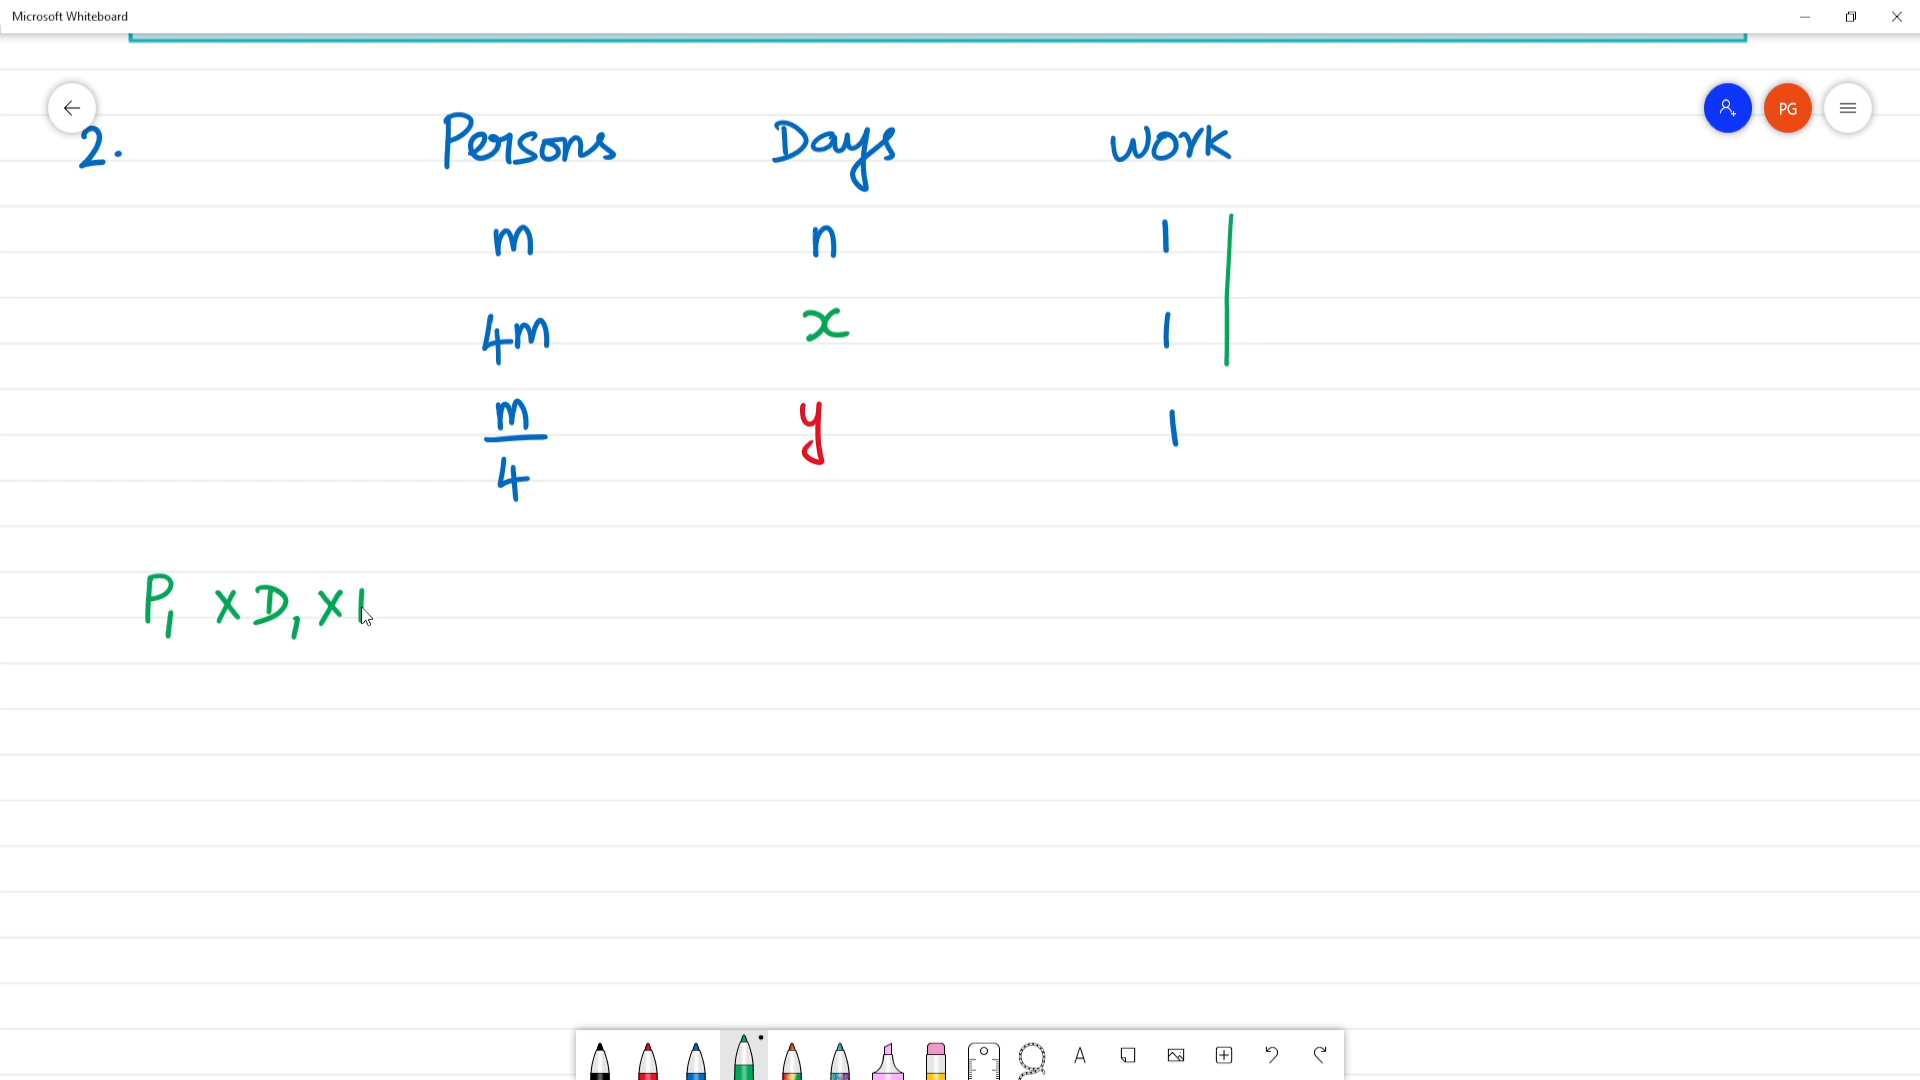 Microsoft Whiteboard
PG
2. Persons Days work
m n 1
4m x 1
m/4 y 1
P₁ × D₁ × 1
A